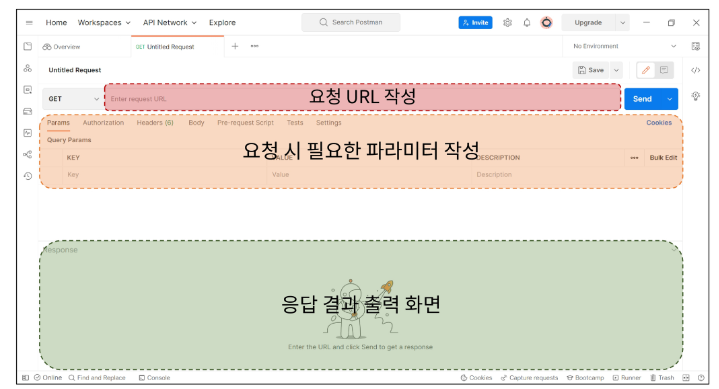 Home Workspaces API Network Explore Search Postman Invite Upgrade
Overview GET Untitled Request + ••• No Environment
Untitled Request Save
GET Enter request URL 요청 URL 작성 Send
Params Authorization Headers (6) Body Pre-request Script Tests Settings Cookies
Query Params
요청 시 필요한 파라미터 작성
KEY VALUE DESCRIPTION ••• Bulk Edit
Key Value Description
Response
응답 결과 출력 화면
Enter the URL and click Send to get a response
Online Find and Replace Console Cookies Capture requests Bootcamp Runner Trash